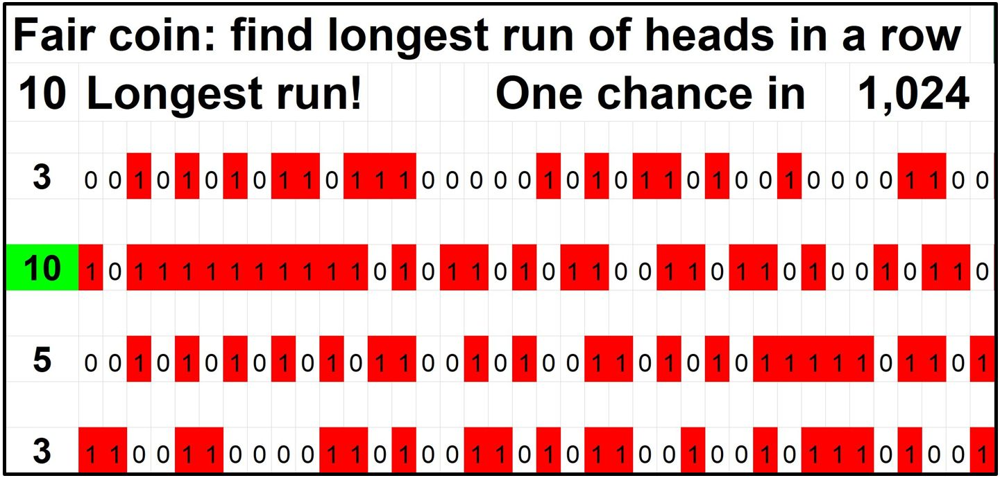 Fair coin: find longest run of heads in a row
10 Longest run! One chance in 1,024
3 0 0 1 0 1 0 1 0 1 1 0 1 1 1 0 0 0 0 0 1 0 1 0 1 1 0 1 0 0 1 0 0 0 0 1 1 0 0
10 1 0 1 1 1 1 1 1 1 1 1 1 0 1 0 1 1 0 1 0 1 1 0 0 1 1 0 1 1 0 1 0 0 1 0 1 1 0
5 0 0 1 0 1 0 1 0 1 0 1 0 1 1 0 0 1 0 1 0 0 1 1 0 1 0 1 0 1 1 1 1 1 0 1 1 0 1
3 1 1 0 0 1 1 0 0 0 0 1 1 0 1 0 0 1 1 0 1 0 1 1 0 0 1 0 0 1 0 1 1 1 0 1 0 0 1